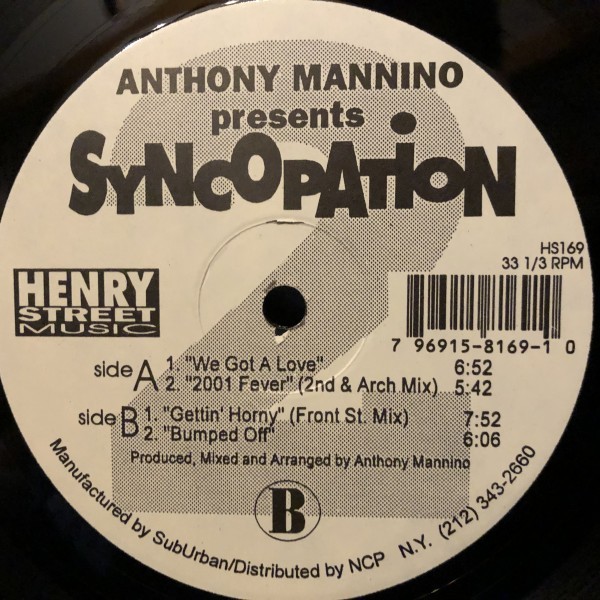 ANTHONY MANNINO
presents
SYNCOPATION
2
HS169
33 1/3 RPM
HENRY
STREET
MUSIC
7 96915-8169-1 0
side A 1. "We Got A Love" 6:52
2. "2001 Fever" (2nd & Arch Mix) 5:42
side B 1. "Gettin' Horny" (Front St. Mix) 7:52
2. "Bumped Off" 6:06
Produced, Mixed and Arranged by Anthony Mannino
B
Manufactured by SubUrban/Distributed by NCP N.Y. (212) 343-2660